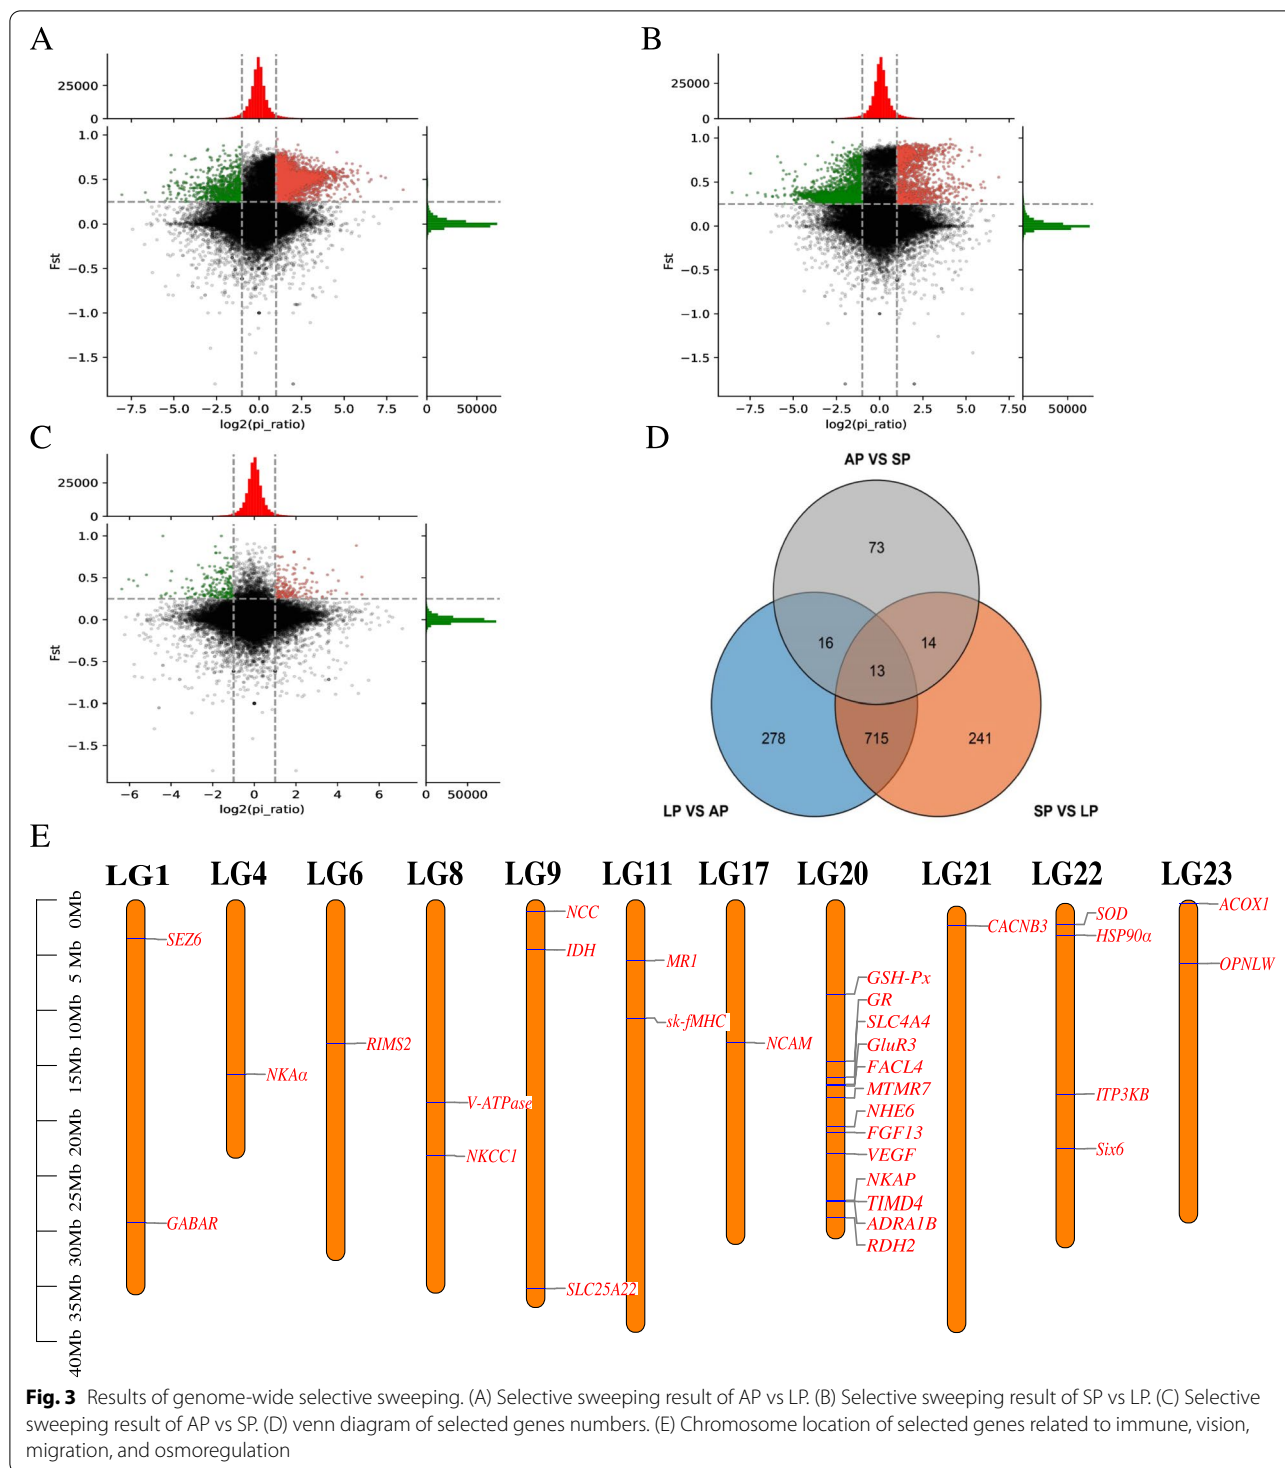 A
25000
0
1.0
0.5
0.0
−0.5
−1.0
−1.5
Fst
−7.5 −5.0 −2.5 0.0 2.5 5.0 7.5
log2(pi_ratio)
0 50000
B
25000
0
1.0
0.5
0.0
−0.5
−1.0
−1.5
Fst
−7.5 −5.0 −2.5 0.0 2.5 5.0 7.5
log2(pi_ratio)
0 50000
C
25000
0
1.0
0.5
0.0
−0.5
−1.0
−1.5
Fst
−6 −4 −2 0 2 4 6
log2(pi_ratio)
0 50000
D
AP VS SP
73
16 14
13
278 715 241
LP VS AP SP VS LP
E
LG1 LG4 LG6 LG8 LG9 LG11 LG17 LG20 LG21 LG22 LG23
0Mb
5 Mb
10Mb
15Mb
20Mb
25Mb
30Mb
35Mb
40Mb
SEZ6
GABAR
NKAα
RIMS2
V-ATPase
NKCC1
NCC
IDH
SLC25A22
MR1
sk-fMHC
NCAM
GSH-Px
GR
SLC4A4
GluR3
FACL4
MTMR7
NHE6
FGF13
VEGF
NKAP
TIMD4
ADRA1B
RDH2
CACNB3
SOD
HSP90α
ITP3KB
Six6
ACOX1
OPNLW
Fig. 3 Results of genome-wide selective sweeping. (A) Selective sweeping result of AP vs LP. (B) Selective sweeping result of SP vs LP. (C) Selective
sweeping result of AP vs SP. (D) venn diagram of selected genes numbers. (E) Chromosome location of selected genes related to immune, vision,
migration, and osmoregulation